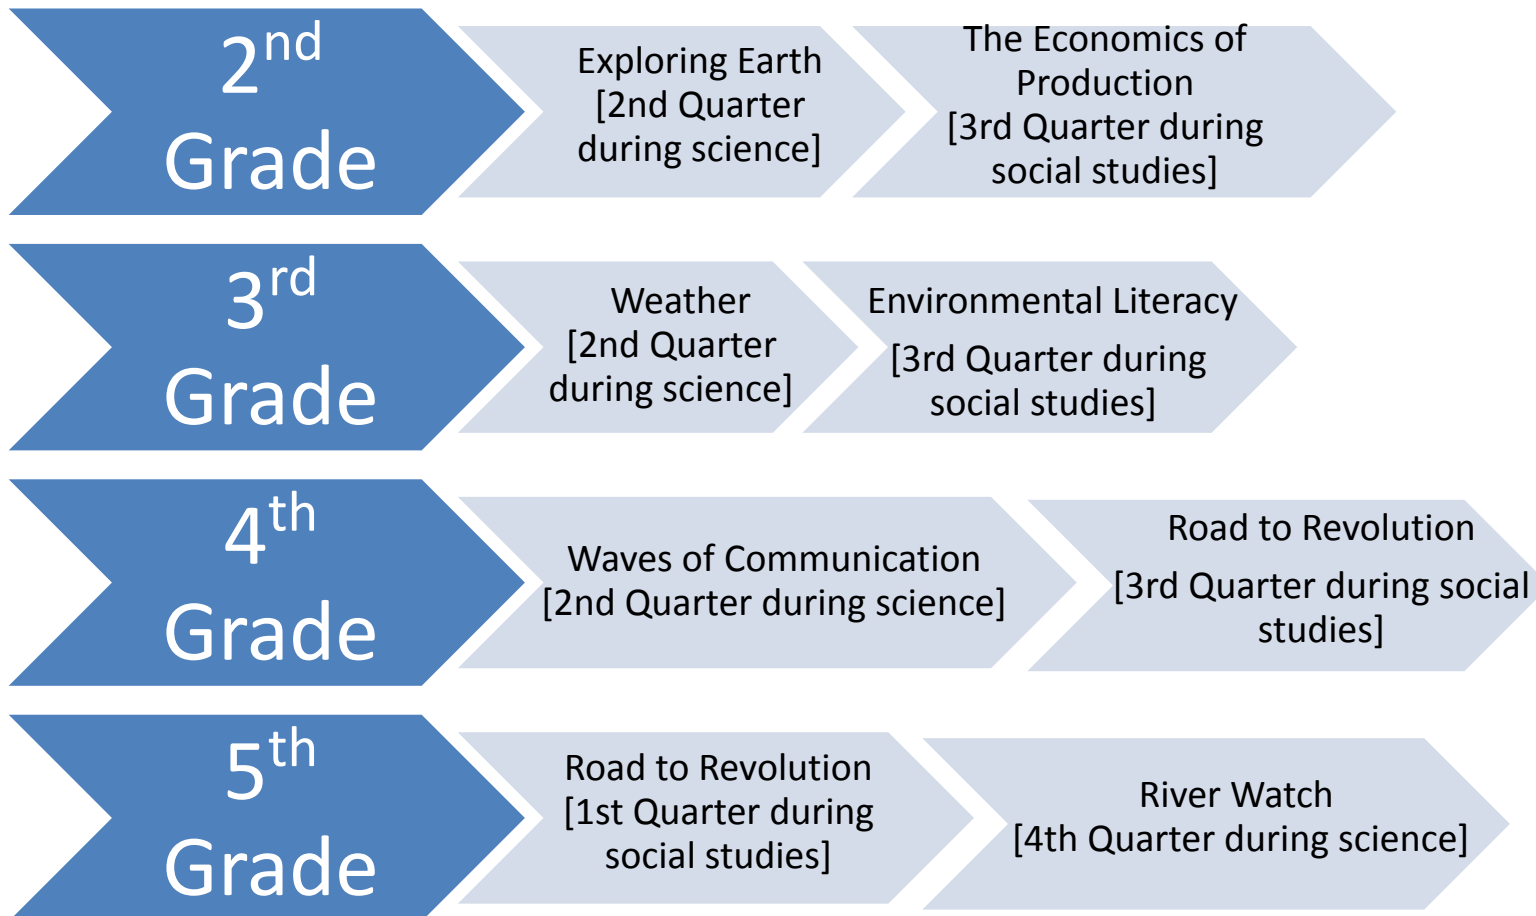 2nd
Grade
Exploring Earth
[2nd Quarter
during science]
The Economics of
Production
[3rd Quarter during
social studies]
3rd
Grade
Weather
[2nd Quarter
during science]
Environmental Literacy
[3rd Quarter during
social studies]
4th
Grade
Waves of Communication
[2nd Quarter during science]
Road to Revolution
[3rd Quarter during social
studies]
5th
Grade
Road to Revolution
[1st Quarter during
social studies]
River Watch
[4th Quarter during science]